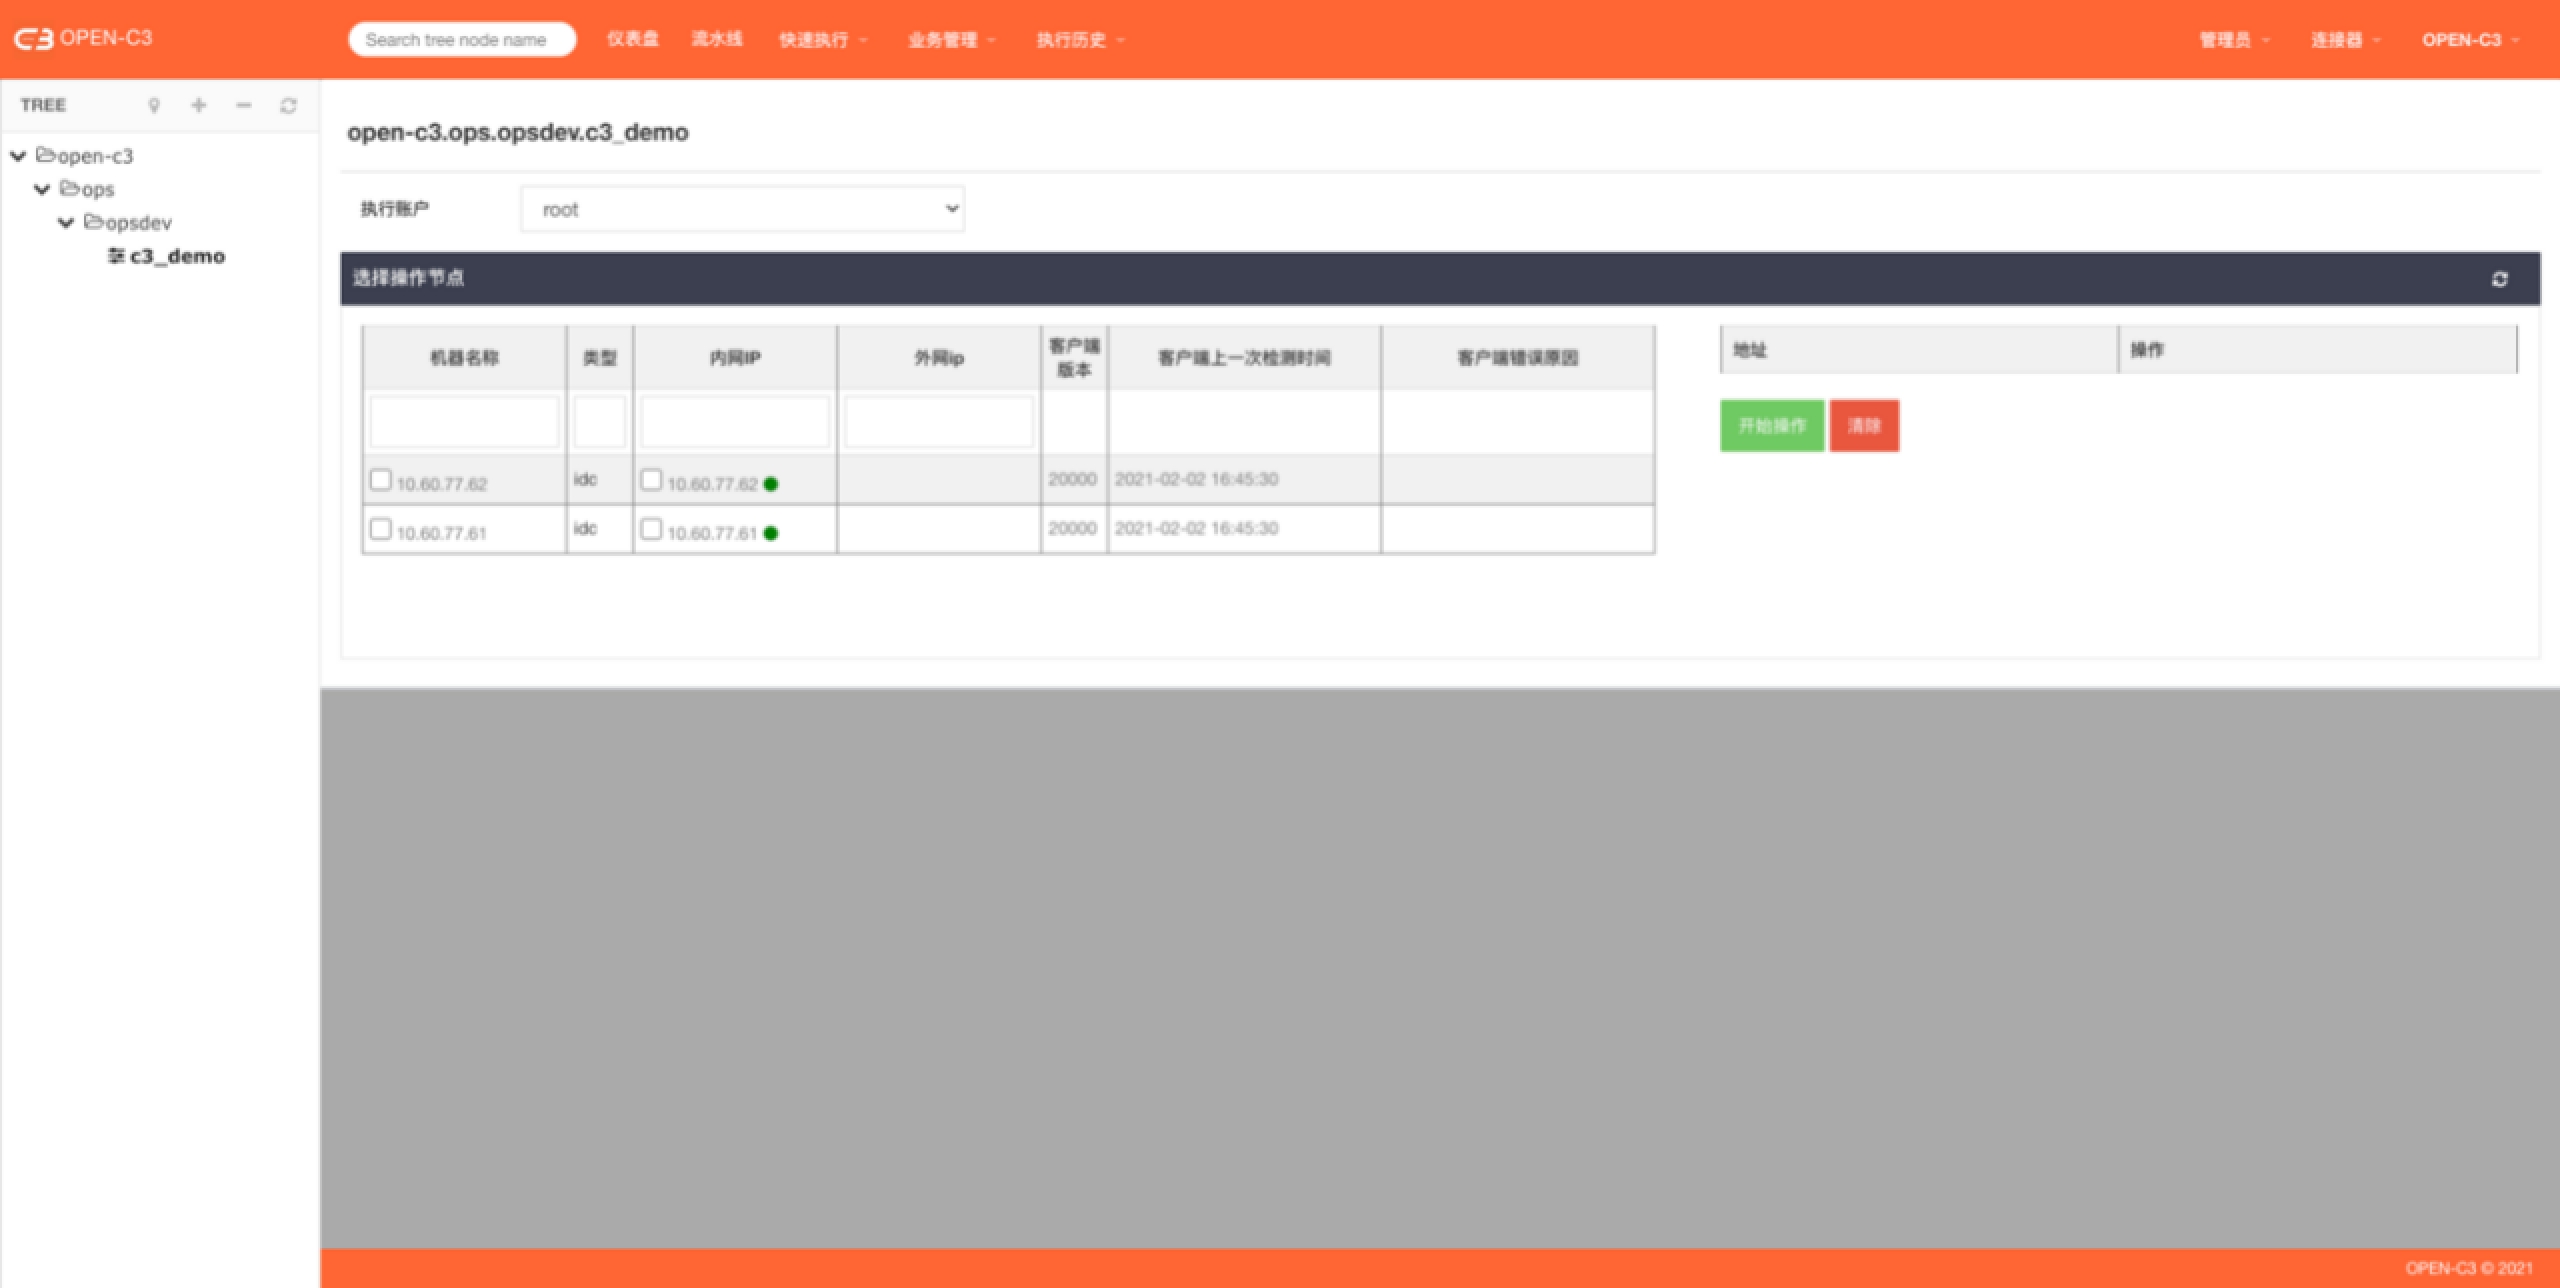 OPEN-C3
Search tree node name
仪表盘
流水线
快速执行
业务管理
执行历史
管理员
连接器
OPEN-C3
TREE
open-c3
ops
opsdev
c3_demo
open-c3.ops.opsdev.c3_demo
执行账户
root
选择操作节点
机器名称
类型
内网IP
外网ip
客户端
版本
客户端上一次检测时间
客户端错误原因
10.60.77.62 idc 10.60.77.62 20000 2021-02-02 16:45:30
10.60.77.61 idc 10.60.77.61 20000 2021-02-02 16:45:30
地址
操作
开始操作
清除
OPEN-C3 © 2021